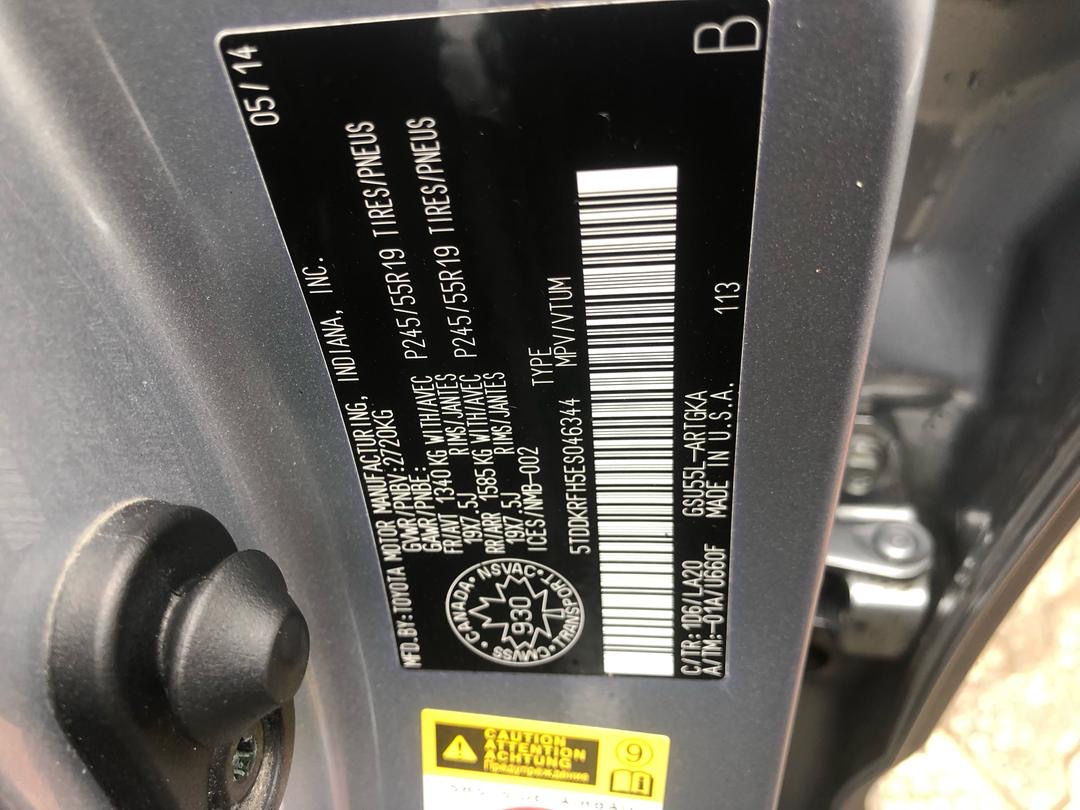 MFD.BY: TOYOTA MOTOR MANUFACTURING, INDIANA, INC. 05/14
GVWR/PNBV: 2720KG
GAWR/PNBE:
FR/AV 1340 KG WITH/AVEC P245/55R19 TIRES/PNEUS
19X7.5J RIMS/JANTES
RR/ARR 1585 KG WITH/AVEC P245/55R19 TIRES/PNEUS
19X7.5J RIMS/JANTES
ICES/NMB-002
TYPE
5TDDKRFH5ES046344 MPV/VTUM
CANADA • NSVAC • TRANSPORT • CMVSS
930
C/TR: 1D6/LA20 GSU55L-ARTGKA
A/TM:-01A/U660F MADE IN U.S.A. 113
B
CAUTION
ATTENTION
ACHTUNG
Предупреждение
9